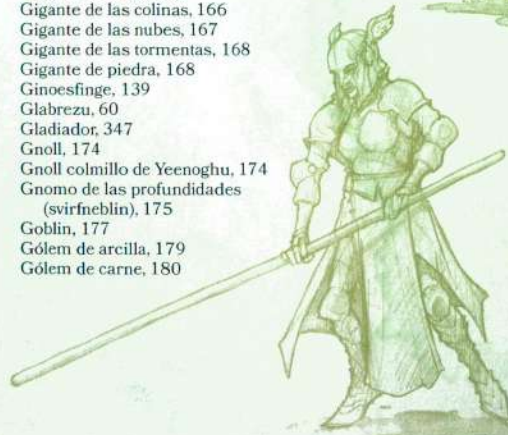 Gigante de las colinas, 166
Gigante de las nubes, 167
Gigante de las tormentas, 168
Gigante de piedra, 168
Ginoesfinge, 139
Glabrezu, 60
Gladiador, 347
Gnoll, 174
Gnoll colmillo de Yeenoghu, 174
Gnomo de las profundidades
(svirfneblin), 175
Goblin, 177
Gólem de arcilla, 179
Gólem de carne, 180